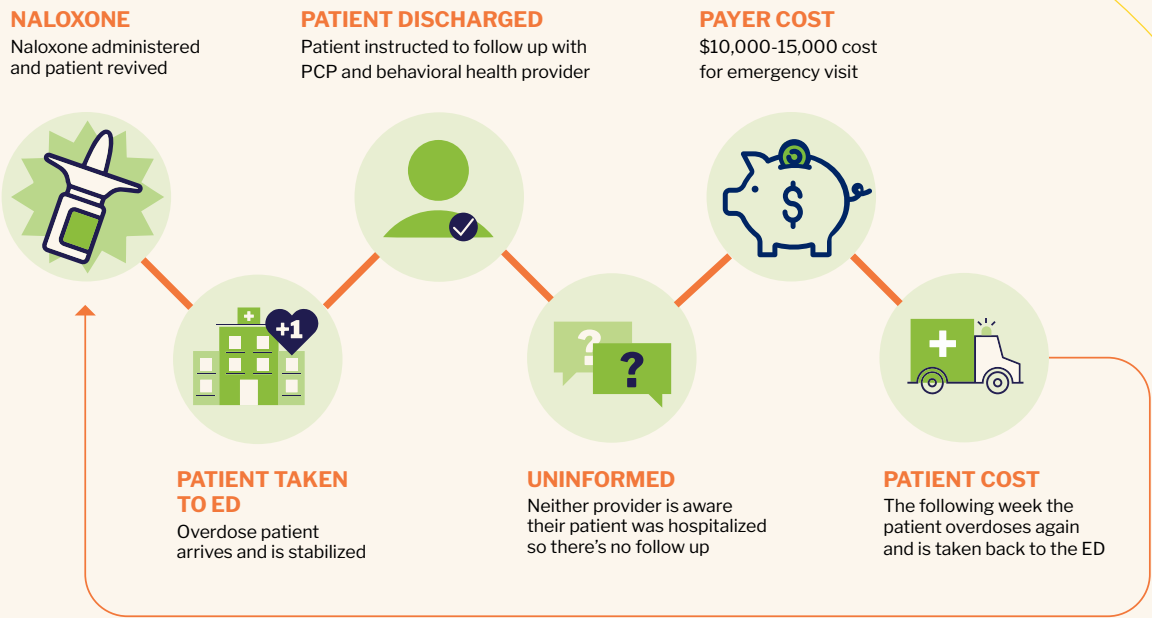 NALOXONE
Naloxone administered
and patient revived
PATIENT TAKEN
TO ED
Overdose patient
arrives and is stabilized
+1
PATIENT DISCHARGED
Patient instructed to follow up with
PCP and behavioral health provider
UNINFORMED
Neither provider is aware
their patient was hospitalized
so there's no follow up
?
?
PAYER COST
$10,000-15,000 cost
for emergency visit
$
PATIENT COST
The following week the
patient overdoses again
and is taken back to the ED